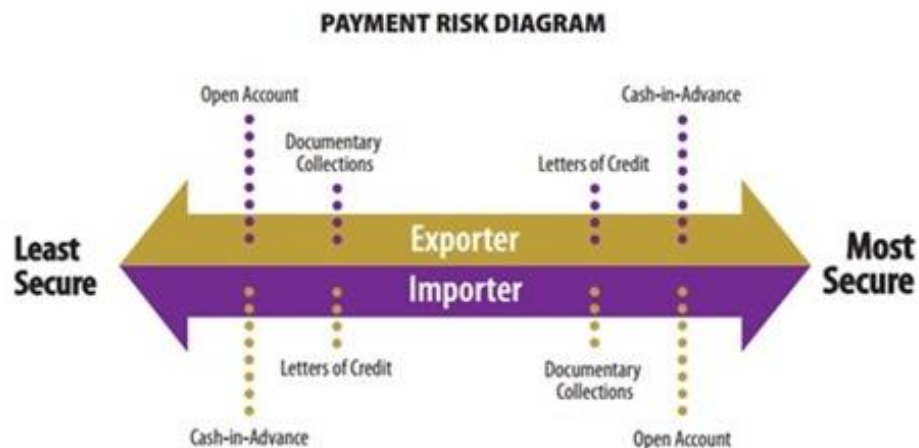 PAYMENT RISK DIAGRAM
Open Account
Cash-in-Advance
Documentary
Collections
Letters of Credit
Least
Secure
Exporter
Importer
Most
Secure
Letters of Credit
Documentary
Collections
Cash-in-Advance
Open Account